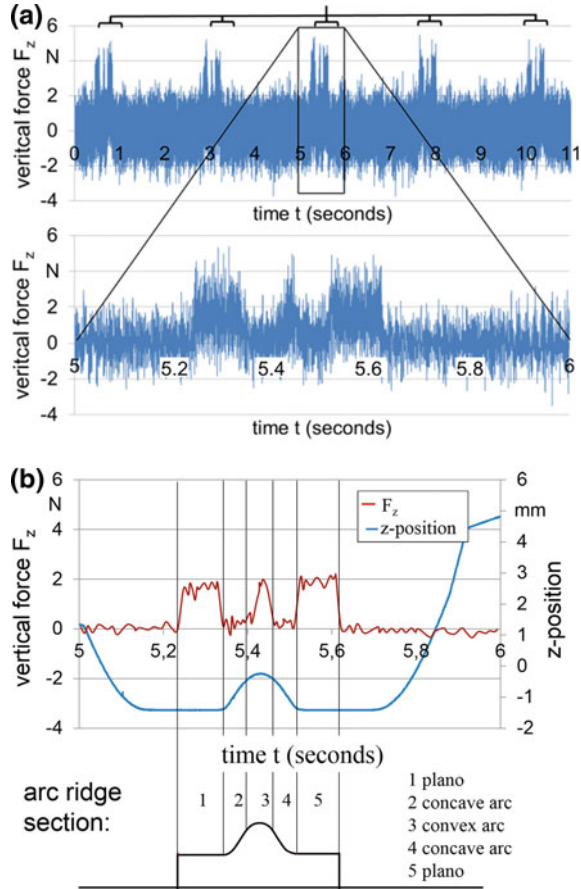 (a)
veritcal force Fz
6
N
2
0
-2
-4
0 1 2 3 4 5 6 7 8 9 10 11
time t (seconds)
veritcal force Fz
6
N
2
0
-2
-4
5 5.2 5.4 5.6 5.8 6
time t (seconds)
(b)
vertical force Fz
6
N
4
2
0
-2
-4
5 5,2 5,4 5,6 5,8 6
Fz
z-position
6
mm
4
3
2
1
0
-1
-2
z-position
time t (seconds)
arc ridge
section:
1 2 3 4 5
1 plano
2 concave arc
3 convex arc
4 concave arc
5 plano